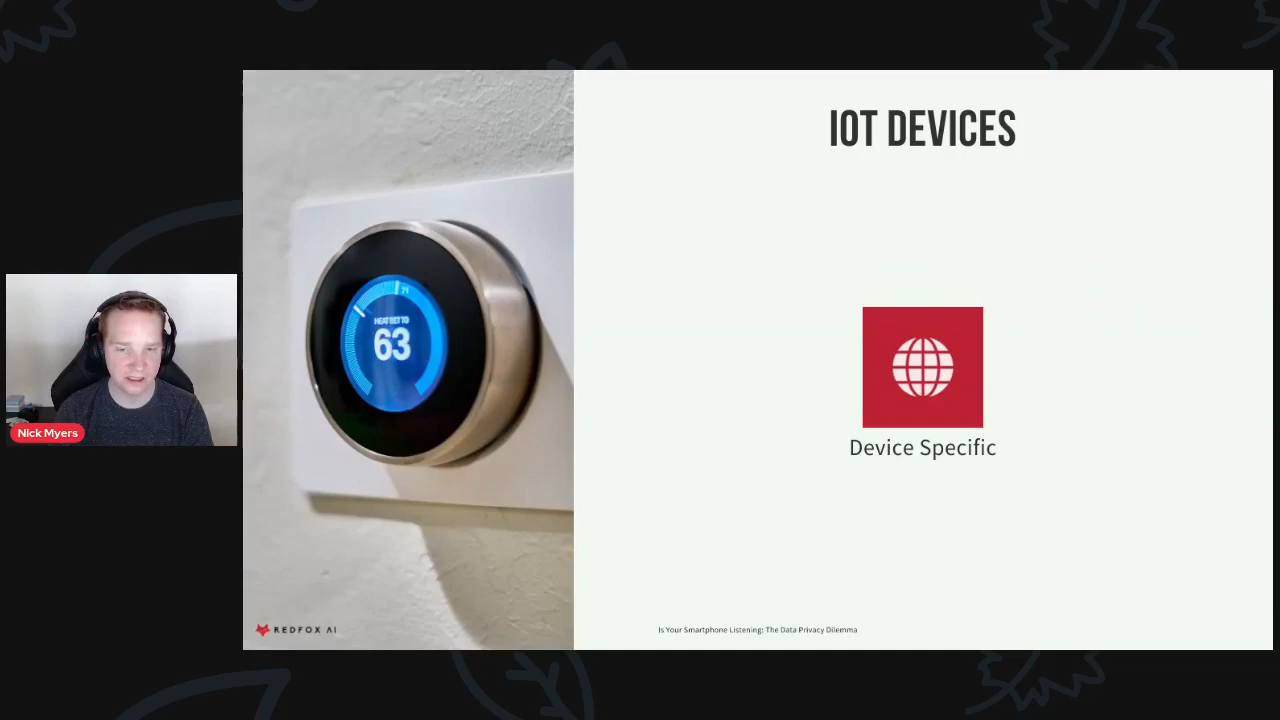 IOT DEVICES
71
HEAT SET TO
63
Device Specific
Nick Myers
REDFOX AI
Is Your Smartphone Listening: The Data Privacy Dilemma